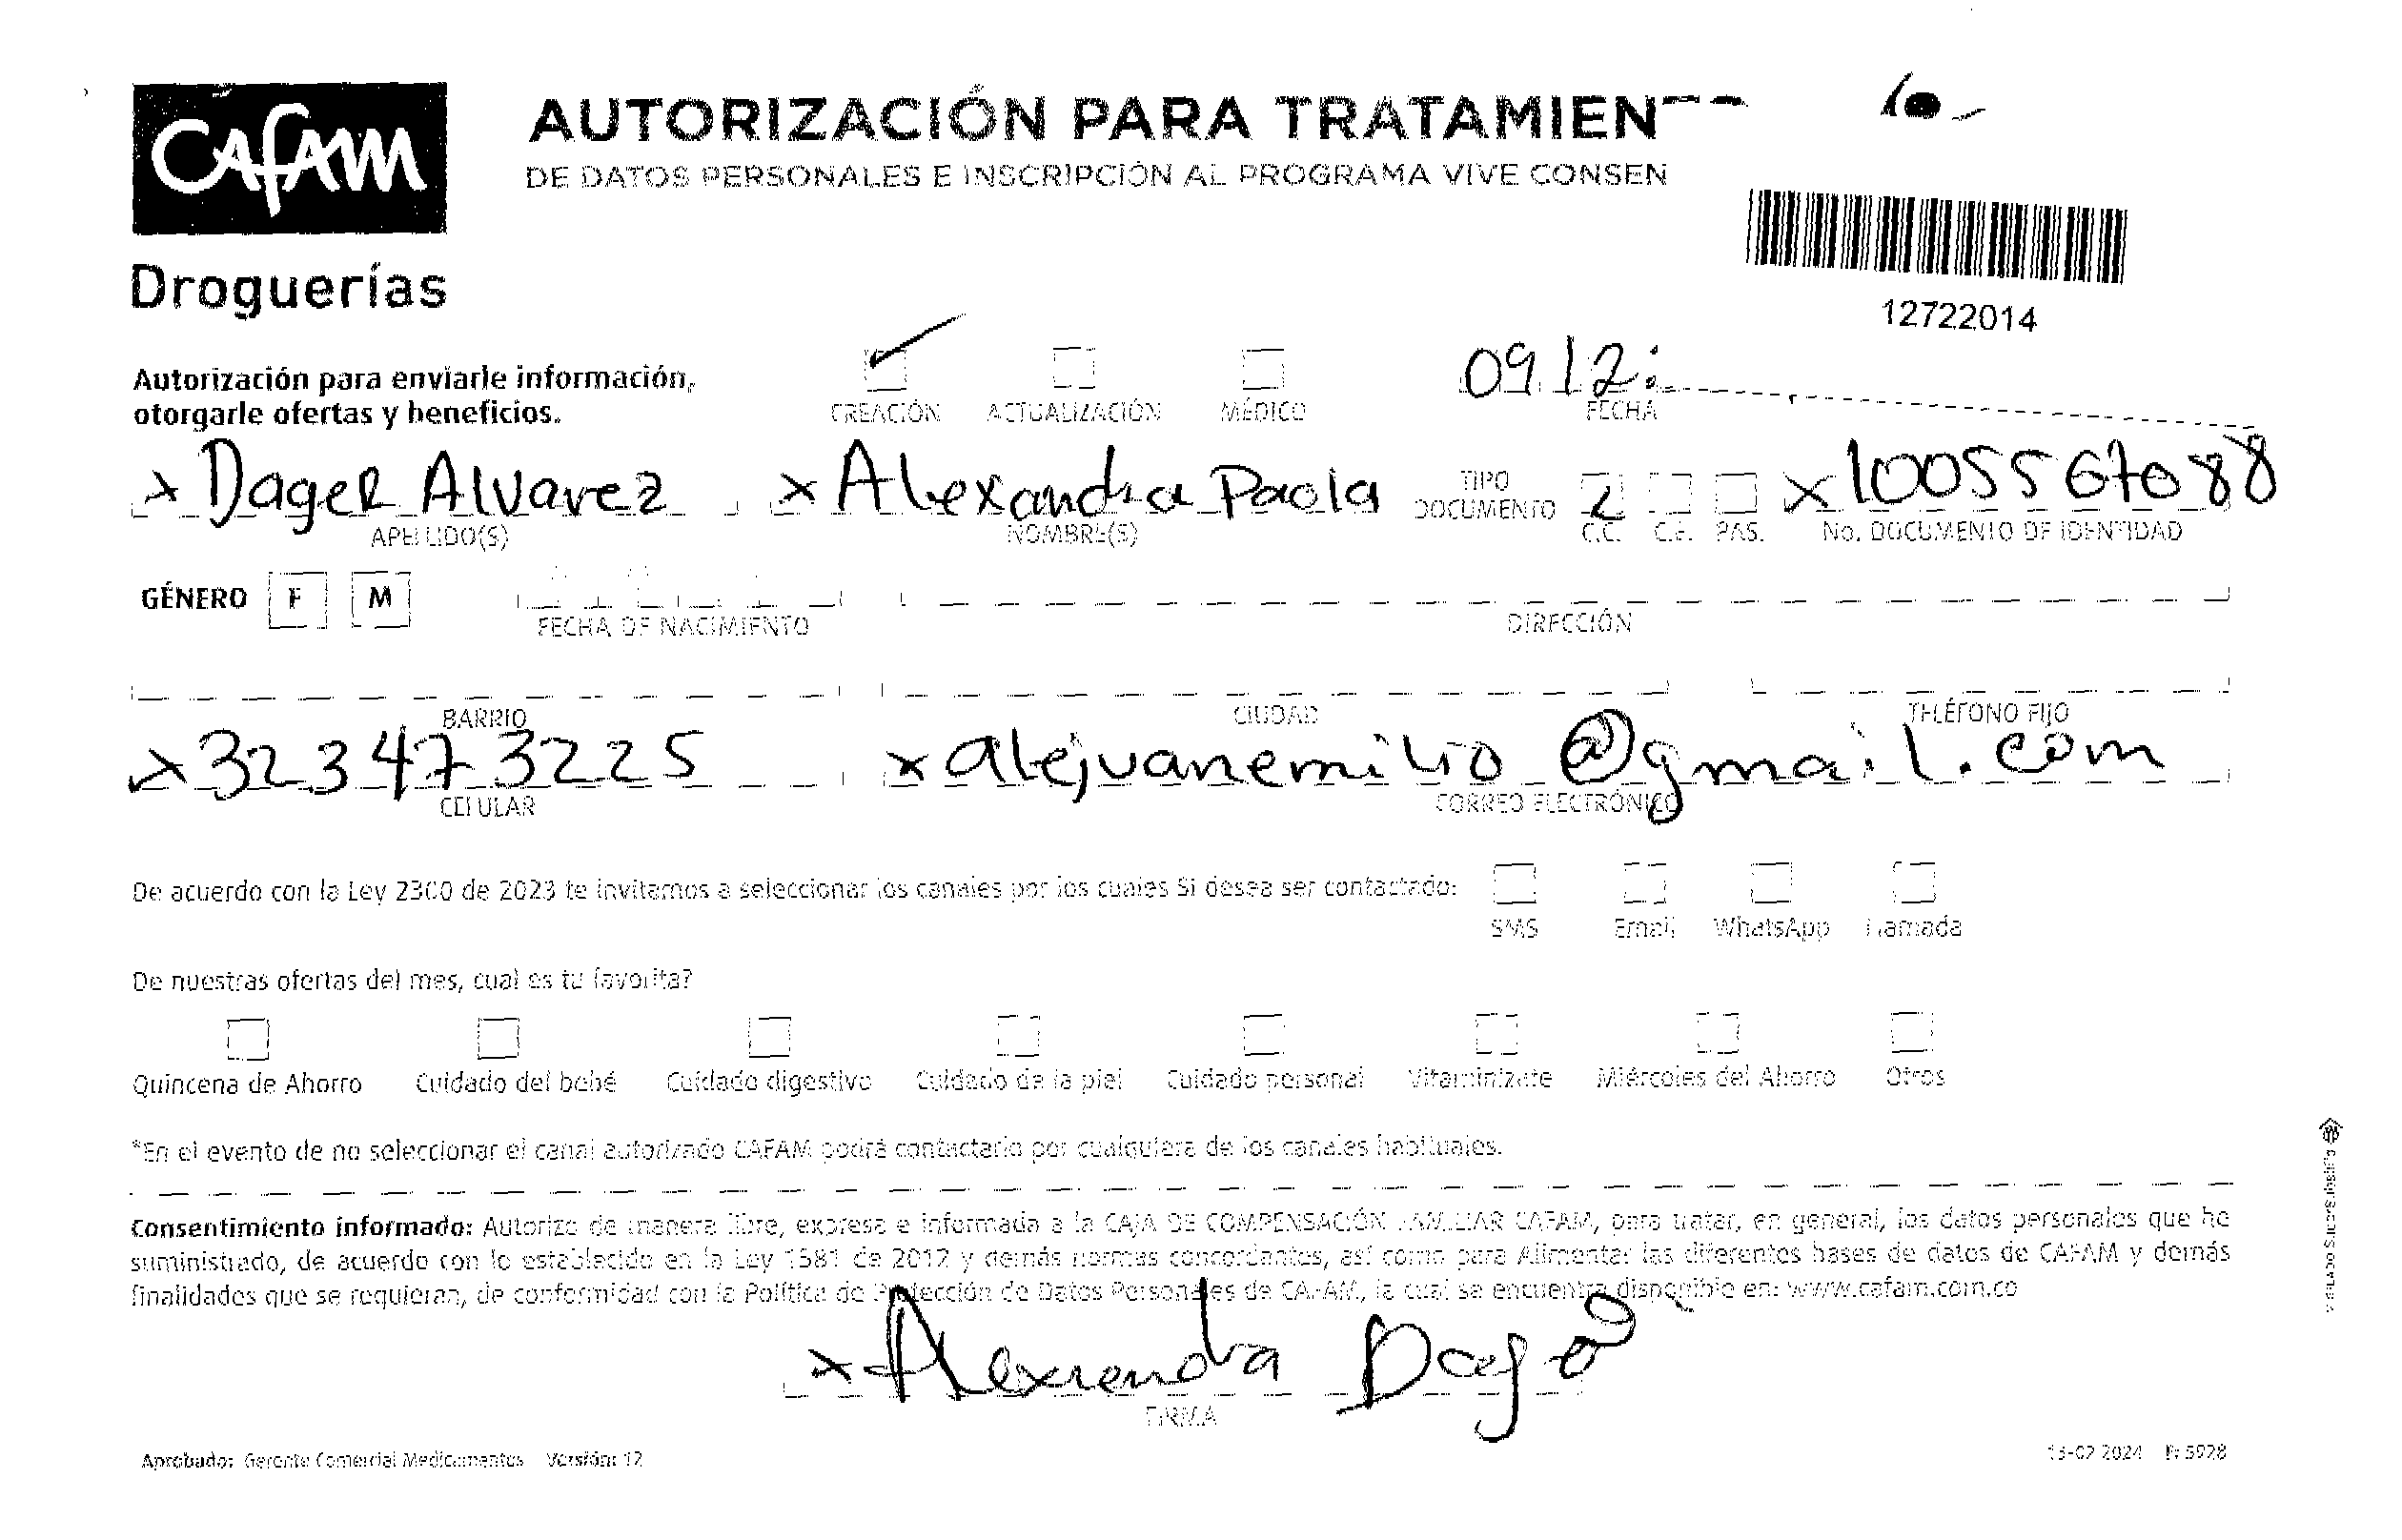 CAFAM
Droguerías
AUTORIZACIÓN PARA TRATAMIEN
DE DATOS PERSONALES E INSCRIPCIÓN AL PROGRAMA VIVE CONSEN
12722014
Autorización para enviarle información,
otorgarle ofertas y beneficios.
CREACIÓN ACTUALIZACIÓN MÉDICO
09 12
FECHA
x Dager Alvarez x Alexandra Paola TIPO DOCUMENTO x 1005567088
APELLIDO(S) NOMBRE(S) C.C. C.E. PAS. No. DOCUMENTO DE IDENTIDAD
GÉNERO F M
FECHA DE NACIMIENTO DIRECCIÓN
BARRIO CIUDAD TELÉFONO FIJO
x 323 473225 x alejuanemilio @gmail.com
CELULAR CORREO ELECTRÓNICO
De acuerdo con la Ley 2300 de 2023 te invitamos a seleccionar los canales por los cuales Si desea ser contactado:
SMS Email WhatsApp Llamada
De nuestras ofertas del mes, cual es tu favorita?
Quincena de Ahorro Cuidado del bebé Cuidado digestivo Cuidado de la piel Cuidado personal Vitaminízate Miércoles del Ahorro Otros
*En el evento de no seleccionar el canal autorizado CAFAM podrá contactarlo por cualquiera de los canales habituales.
Consentimiento informado: Autorizo de manera libre, expresa e informada a la CAJA DE COMPENSACIÓN FAMILIAR CAFAM, para tratar, en general, los datos personales que he
suministrado, de acuerdo con lo establecido en la Ley 1581 de 2012 y demás normas concordantes, así como para Alimentar las diferentes bases de datos de CAFAM y demás
finalidades que se requieran, de conformidad con la Política de Protección de Datos Personales de CAFAM, la cual se encuentra disponible en: www.cafam.com.co
x Alexandra Dager
FIRMA
Aprobado: Gerente Comercial Medicamentos Versión: 12
13-02 2024 F: 5928
VIGILADO SuperSubsidio